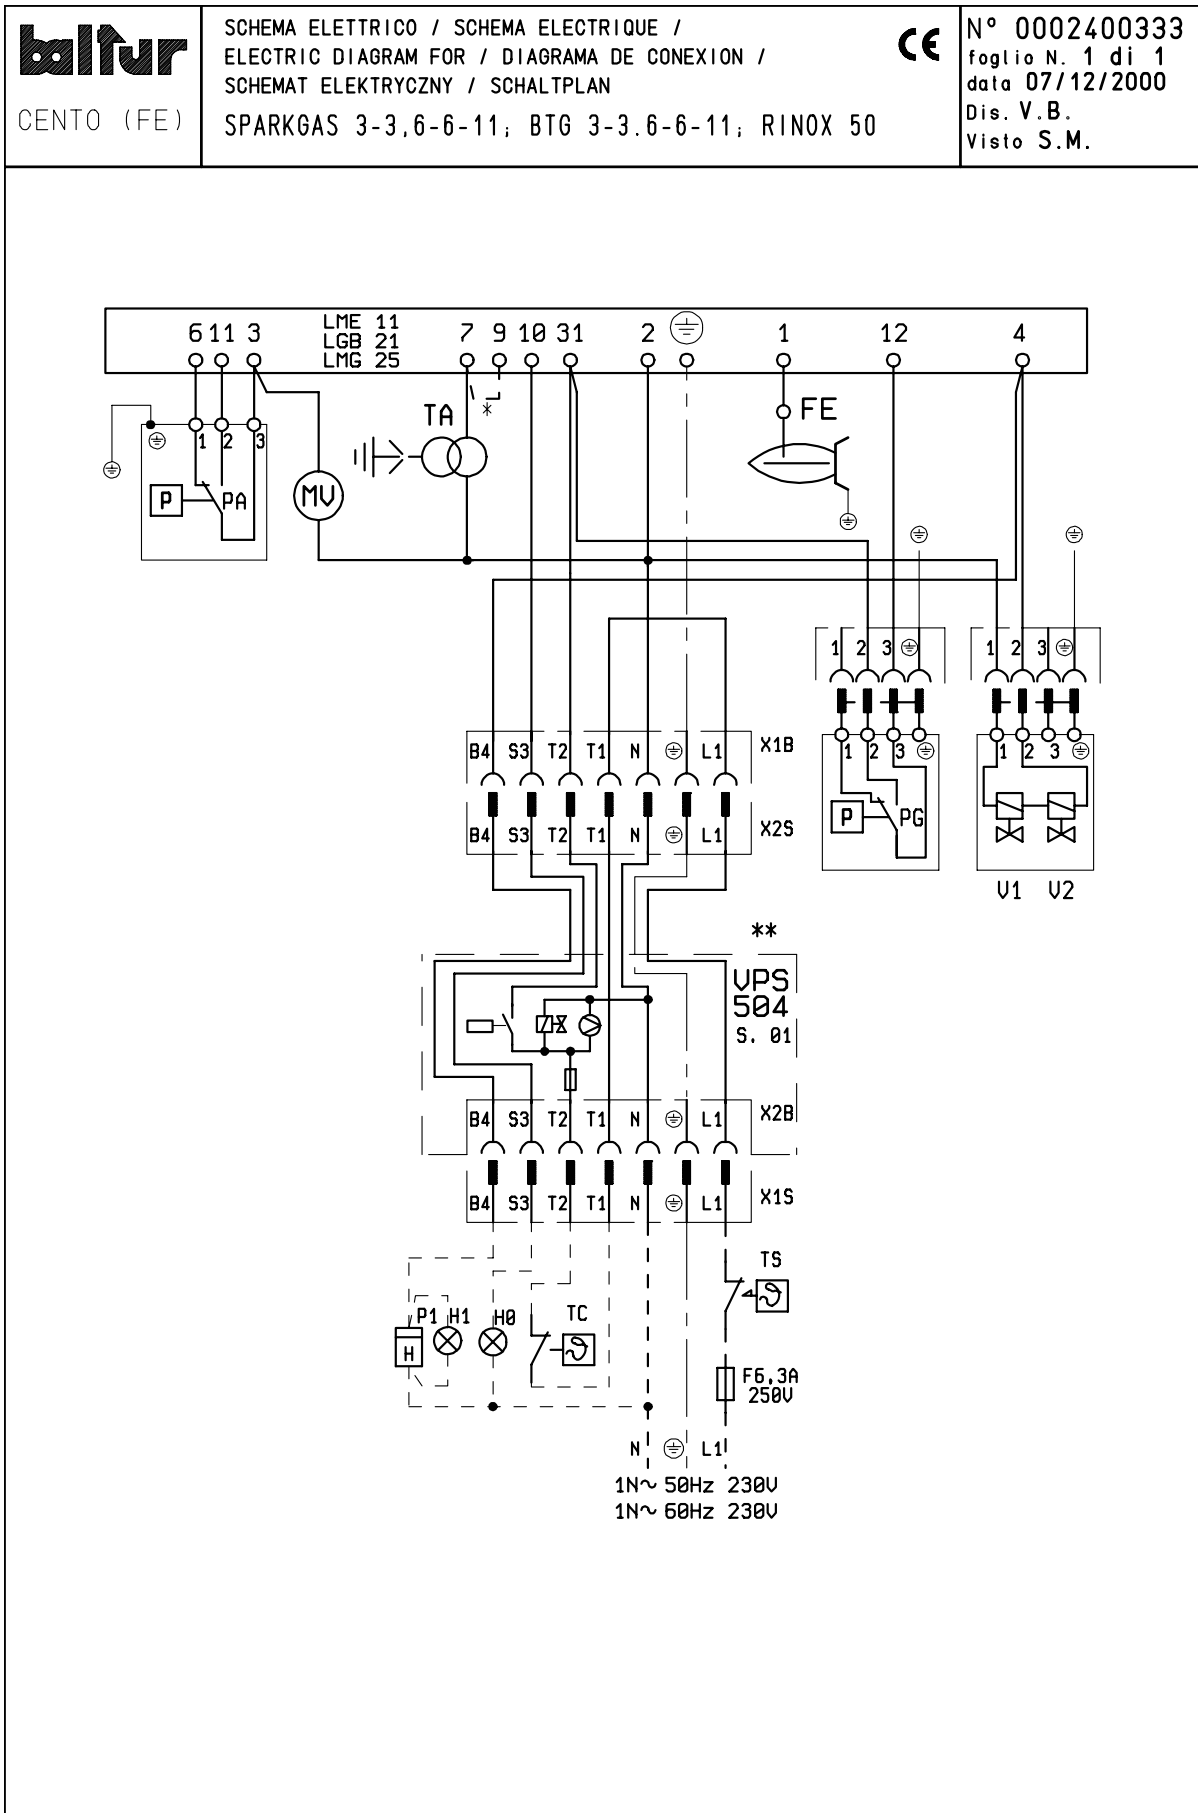 baltur
CENTO (FE)
SCHEMA ELETTRICO / SCHEMA ELECTRIQUE /
ELECTRIC DIAGRAM FOR / DIAGRAMA DE CONEXION /
SCHEMAT ELEKTRYCZNY / SCHALTPLAN
SPARKGAS 3-3,6-6-11; BTG 3-3.6-6-11; RINOX 50
CE
N° 0002400333
foglio N. 1 di 1
data 07/12/2000
Dis. V.B.
Visto S.M.
6 11 3
LME 11
LGB 21
LMG 25
7 9 10 31 2 1 12 4
*
TA
FE
1 2 3
P PA
MV
1 2 3
1 2 3
B4 S3 T2 T1 N L1 X1B
1 2 3
1 2 3
B4 S3 T2 T1 N L1 X2S
P PG
V1 V2
**
VPS
504
S. 01
B4 S3 T2 T1 N L1 X2B
B4 S3 T2 T1 N L1 X1S
TS
P1 H1 H0 TC
H
F6,3A
250V
N L1
1N~ 50Hz 230V
1N~ 60Hz 230V